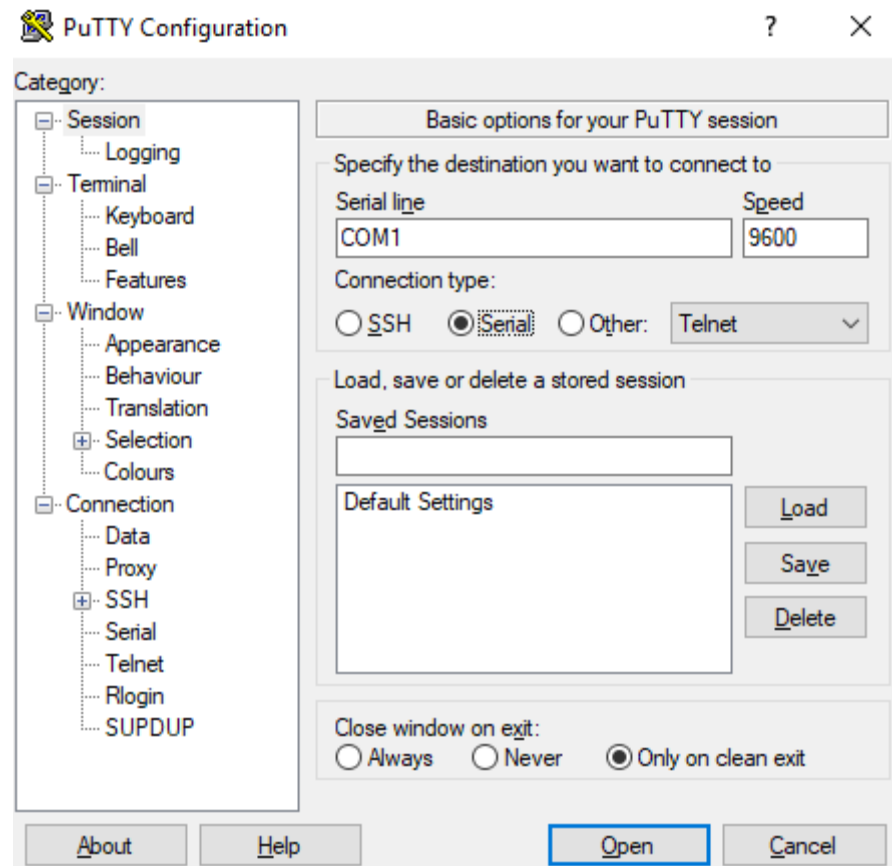 PuTTY Configuration
?
Category:
Session
Logging
Terminal
Keyboard
Bell
Features
Window
Appearance
Behaviour
Translation
Selection
Colours
Connection
Data
Proxy
SSH
Serial
Telnet
Rlogin
SUPDUP
Basic options for your PuTTY session
Specify the destination you want to connect to
Serial line Speed
COM1 9600
Connection type:
SSH Serial Other: Telnet
Load, save or delete a stored session
Saved Sessions
Default Settings
Load
Save
Delete
Close window on exit:
Always Never Only on clean exit
About Help Open Cancel